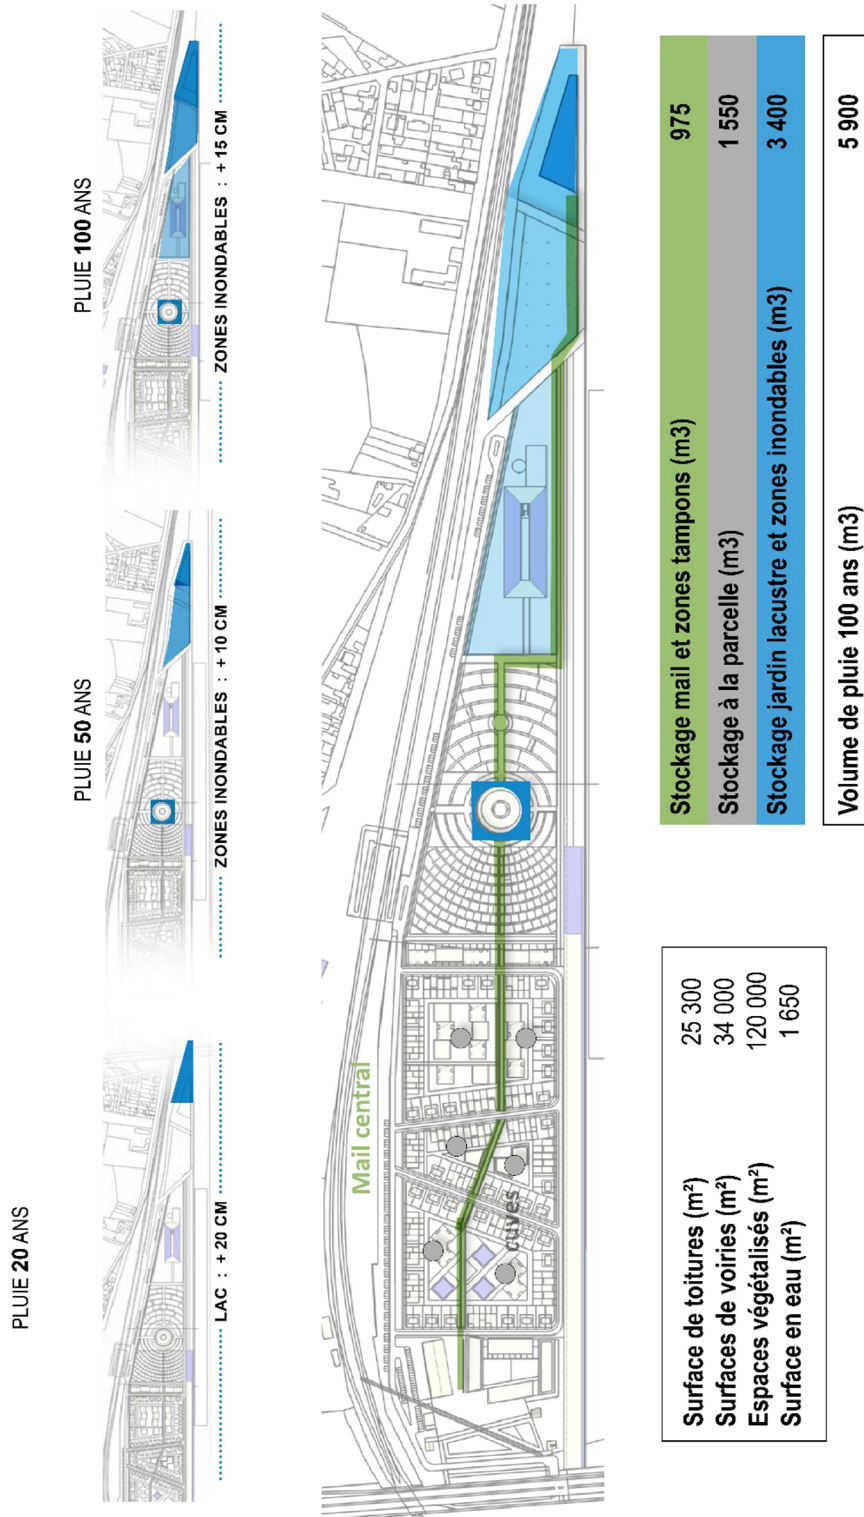 PLUIE 20 ANS
PLUIE 50 ANS
PLUIE 100 ANS
LAC : + 20 CM
ZONES INONDABLES : + 10 CM
ZONES INONDABLES : + 15 CM
Mail central
cuves
Surface de toitures (m²) 25 300
Surfaces de voiries (m²) 34 000
Espaces végétalisés (m²) 120 000
Surface en eau (m²) 1 650
Stockage mail et zones tampons (m3) 975
Stockage à la parcelle (m3) 1 550
Stockage jardin lacustre et zones inondables (m3) 3 400
Volume de pluie 100 ans (m3) 5 900